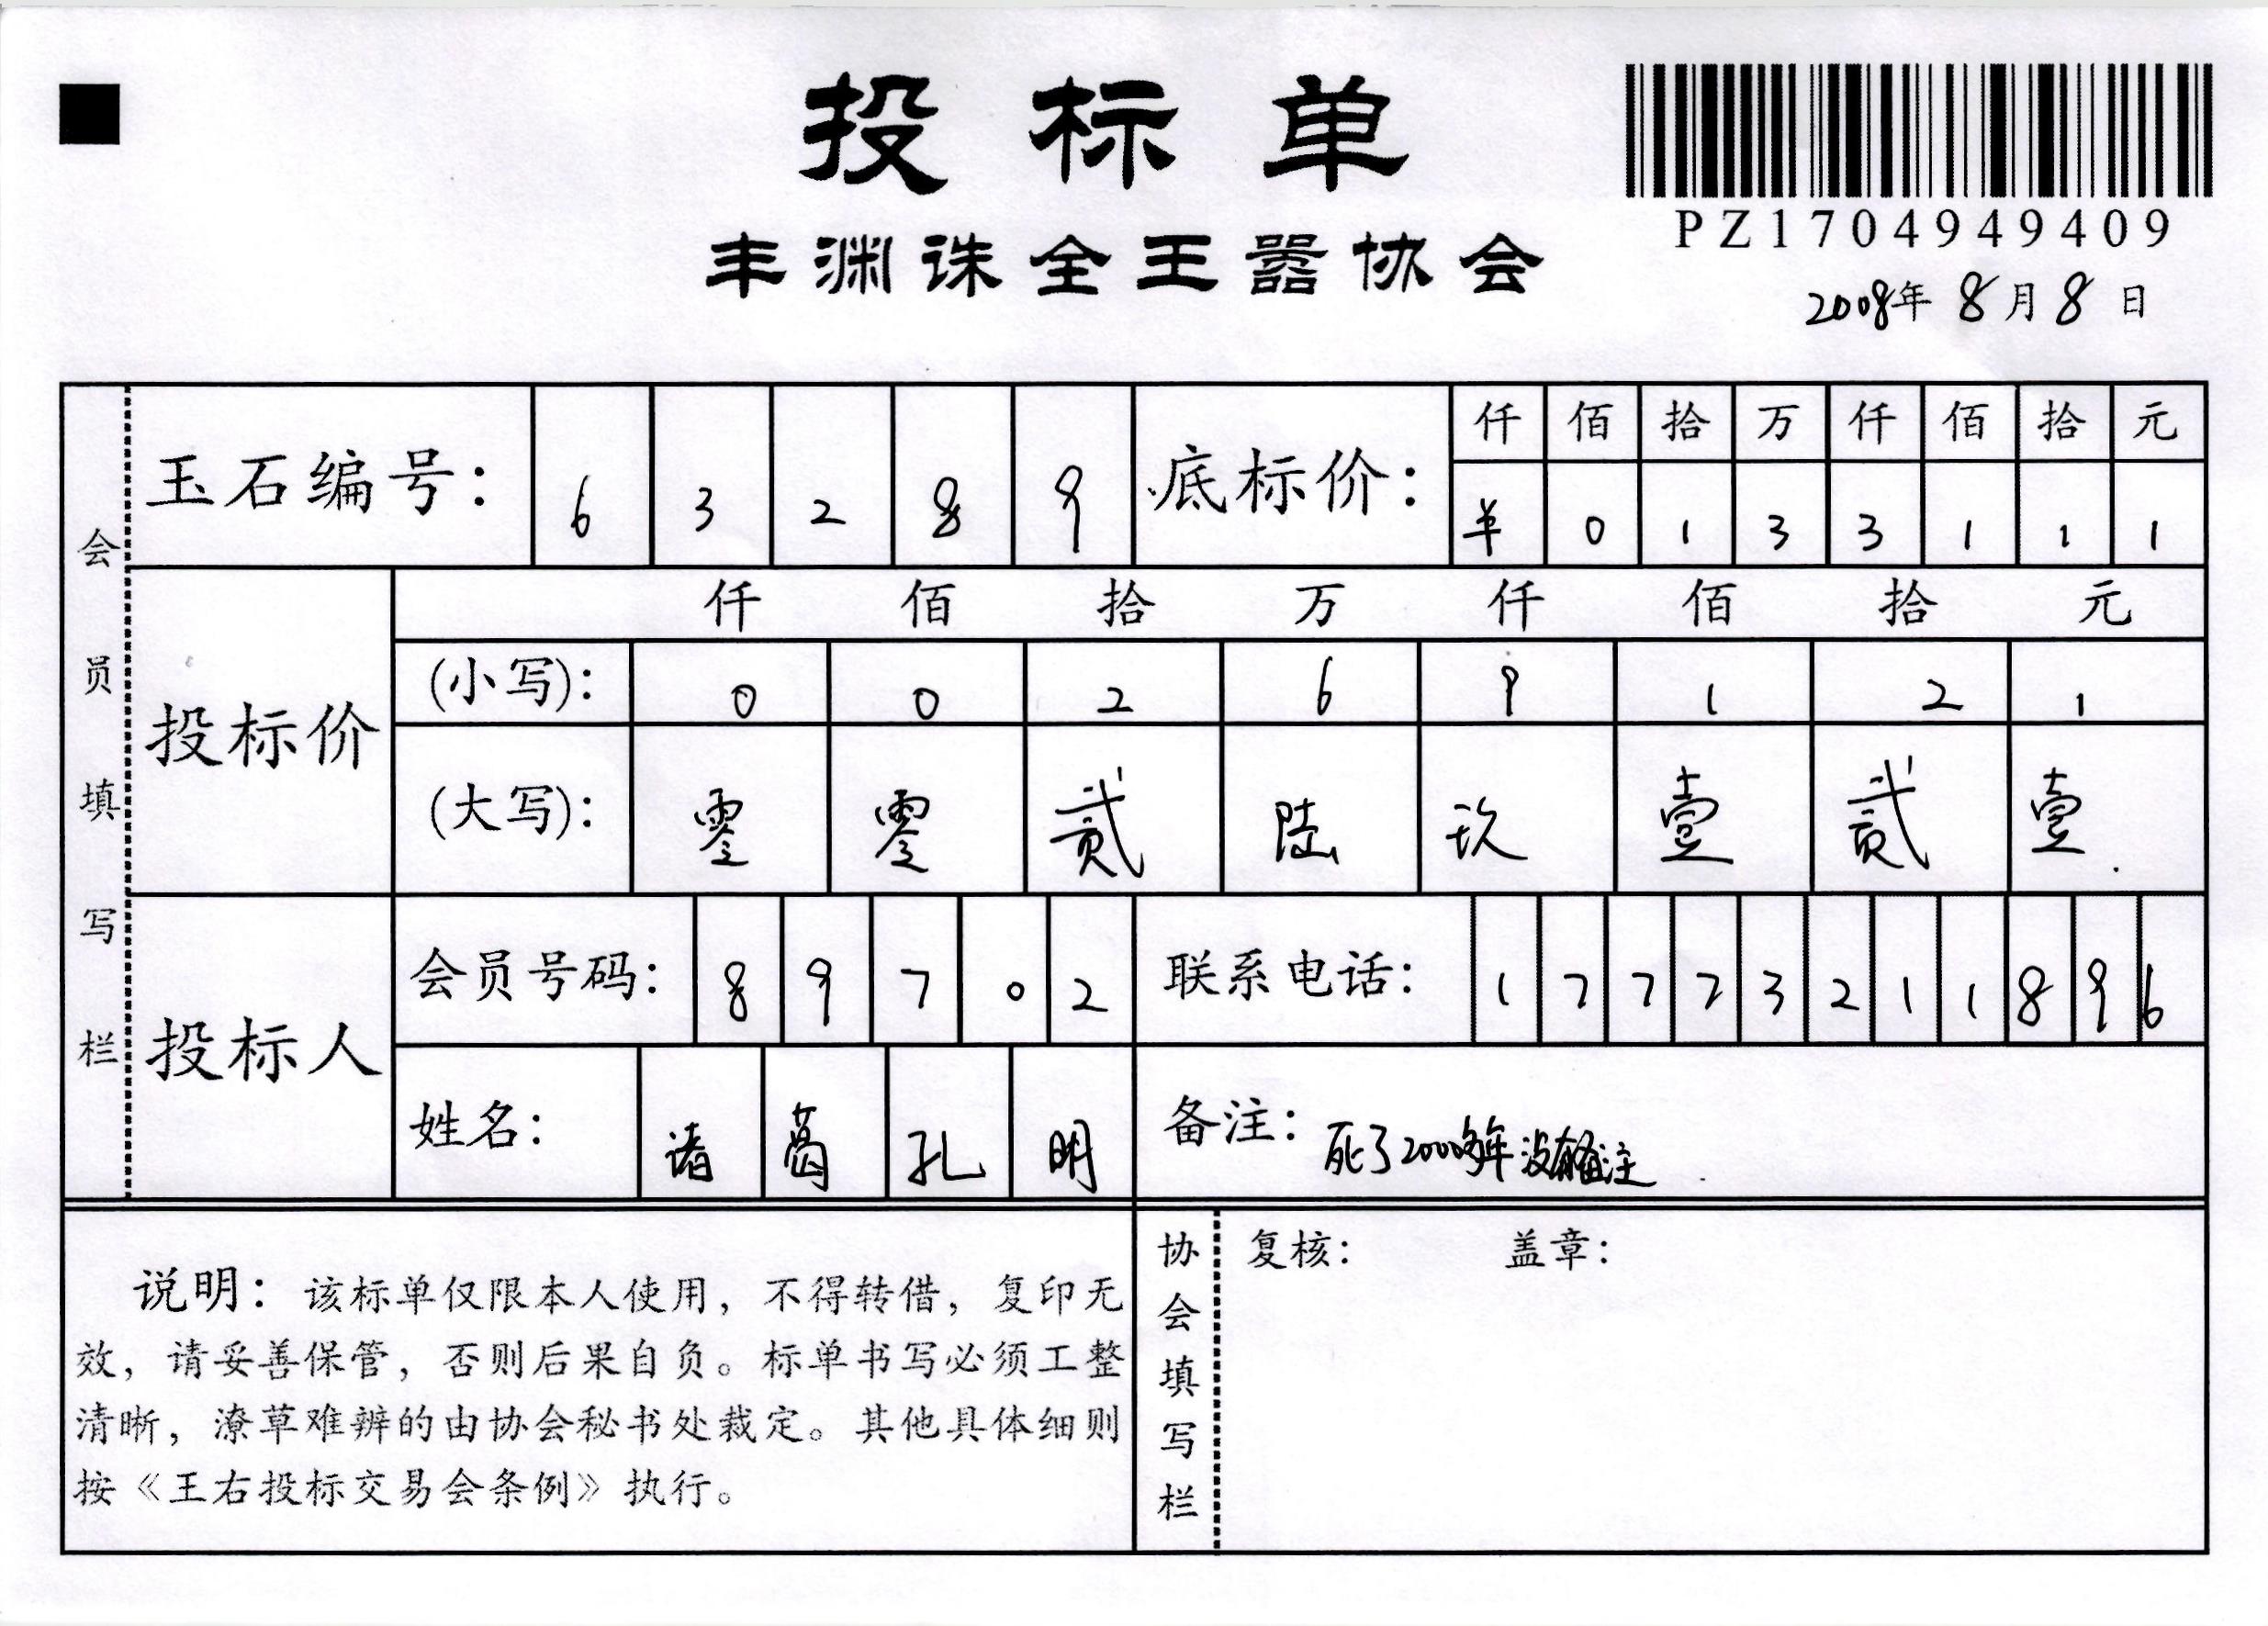 投标单
PZ1704949409
丰渊诛全王嚣协会
2008年 8月8日
会员填写栏
玉石编号: 6 3 2 8 9
底标价: 仟 佰 拾 万 仟 佰 拾 元
¥ 0 1 3 3 1 1 1
投标价
仟 佰 拾 万 仟 佰 拾 元
(小写): 0 0 2 6 9 1 2 1
(大写): 零 零 贰 陆 玖 壹 贰 壹
投标人
会员号码: 8 9 7 0 2
联系电话: 1 7 7 7 3 2 1 1 8 9 6
姓名: 诸 葛 孔 明
备注: 死了2000多年没有备注
说明: 该标单仅限本人使用, 不得转借, 复印无
效, 请妥善保管, 否则后果自负。标单书写必须工整
清晰, 潦草难辨的由协会秘书处裁定。其他具体细则
按《王右投标交易会条例》执行。
协会填写栏
复核: 盖章: